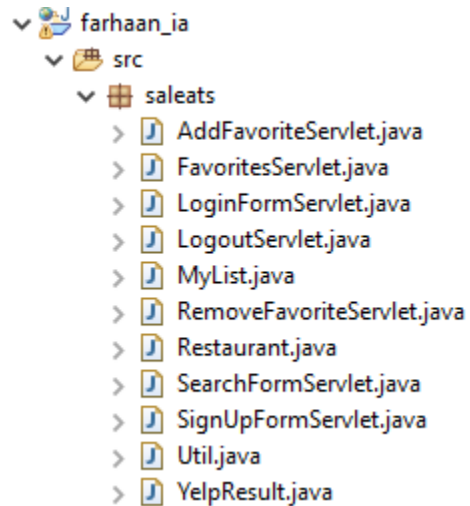 farhaan_ia
src
saleats
AddFavoriteServlet.java
FavoritesServlet.java
LoginFormServlet.java
LogoutServlet.java
MyList.java
RemoveFavoriteServlet.java
Restaurant.java
SearchFormServlet.java
SignUpFormServlet.java
Util.java
YelpResult.java